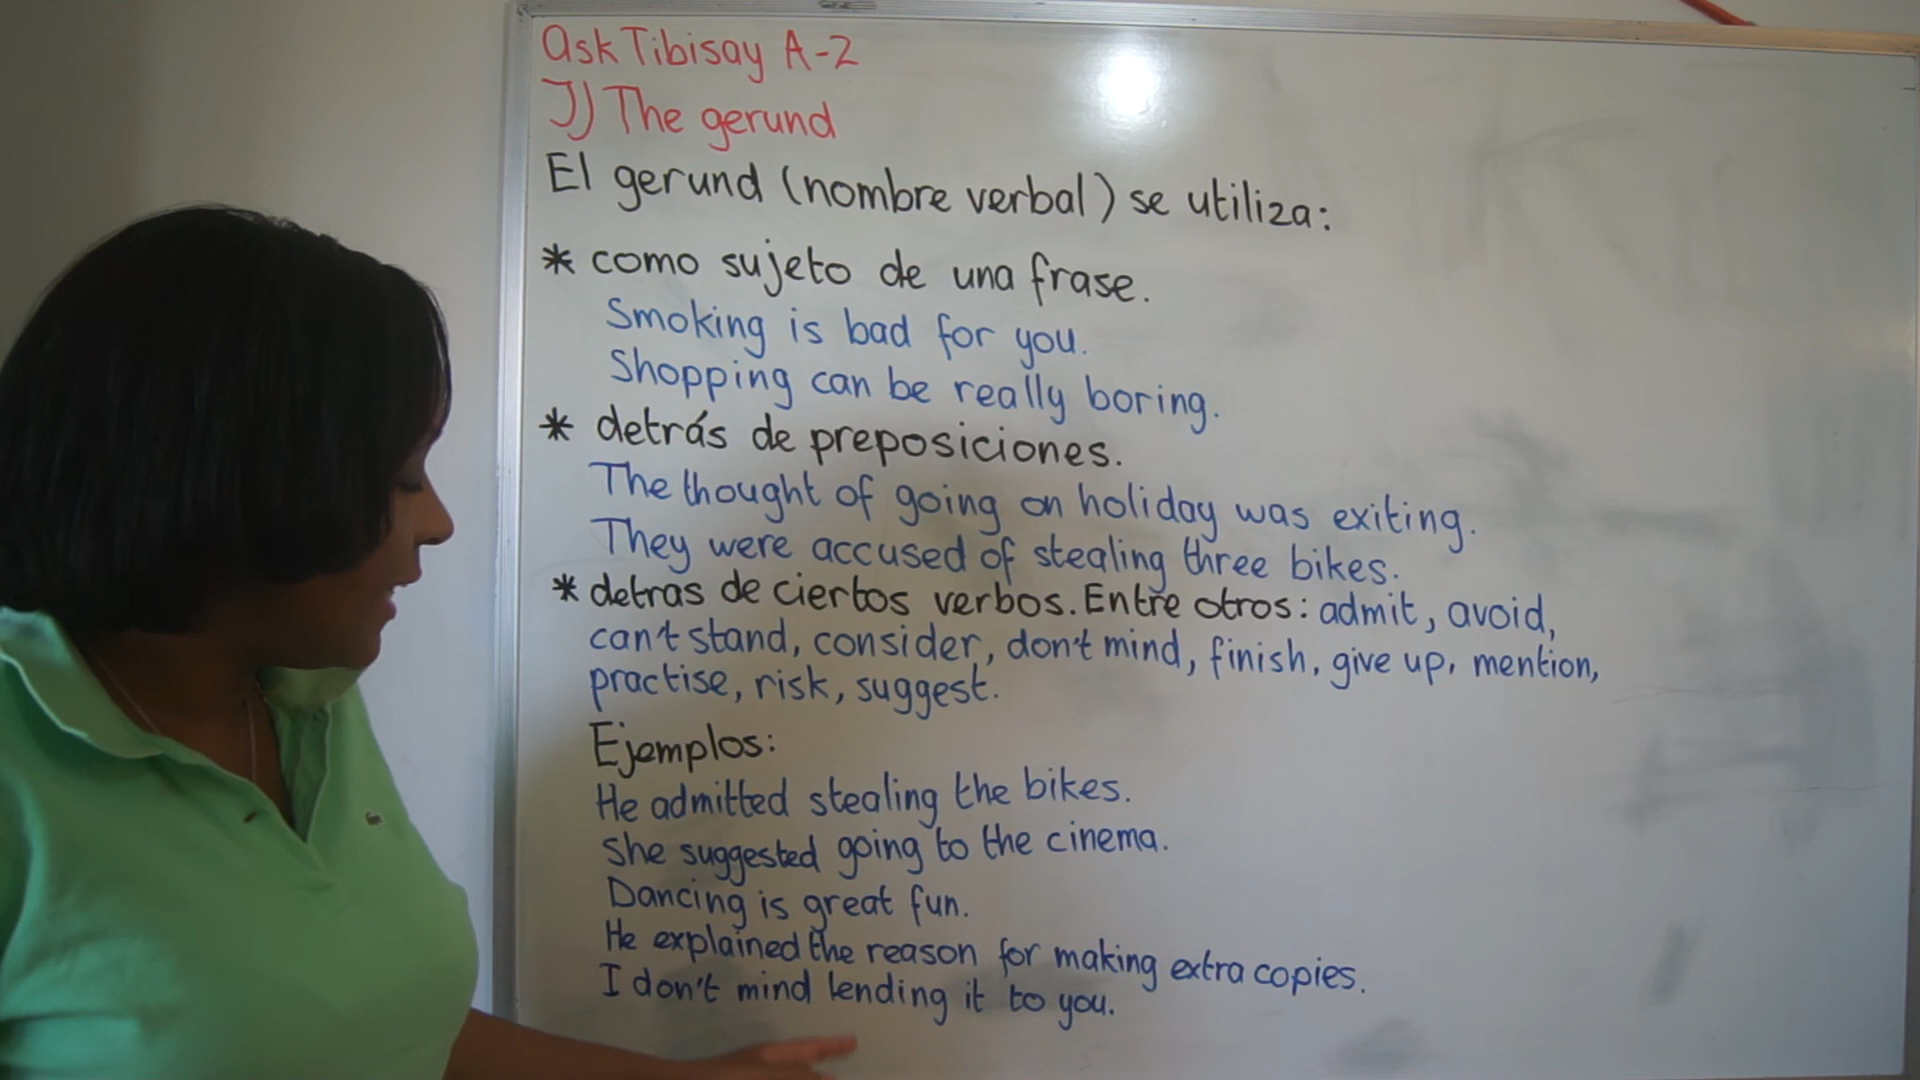 Ask Tibisay A-2
J) The gerund
El gerund (nombre verbal) se utiliza:
* como sujeto de una frase.
Smoking is bad for you.
Shopping can be really boring.
* detrás de preposiciones.
The thought of going on holiday was exiting.
They were accused of stealing three bikes.
* detras de ciertos verbos. Entre otros: admit, avoid,
can't stand, consider, don't mind, finish, give up, mention,
practise, risk, suggest.
Ejemplos:
He admitted stealing the bikes.
She suggested going to the cinema.
Dancing is great fun.
He explained the reason for making extra copies.
I don't mind lending it to you.